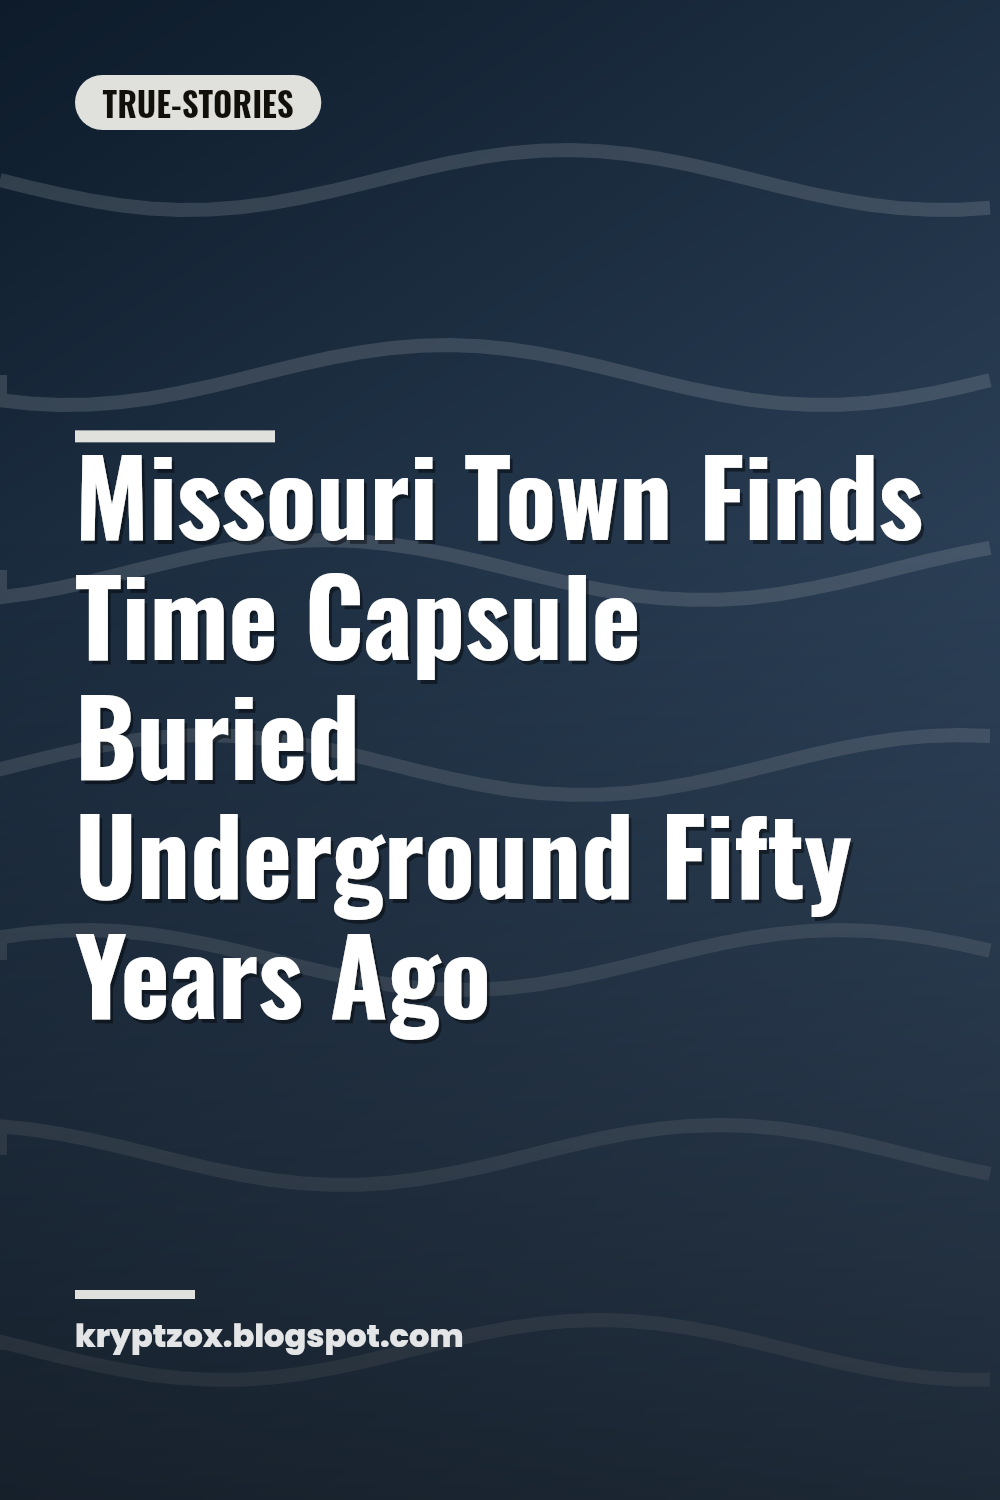 TRUE-STORIES
Missouri Town Finds
Time Capsule
Buried
Underground Fifty
Years Ago
kryptzox.blogspot.com